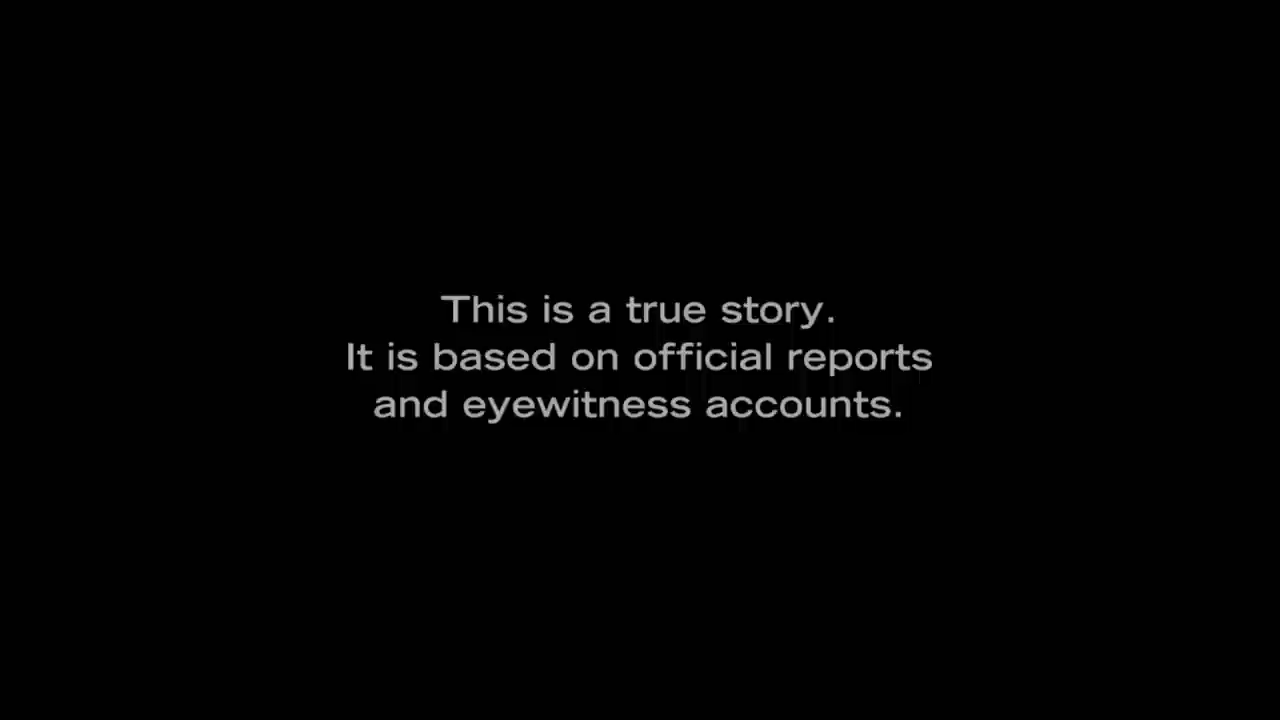 This is a true story.
It is based on official reports
and eyewitness accounts.